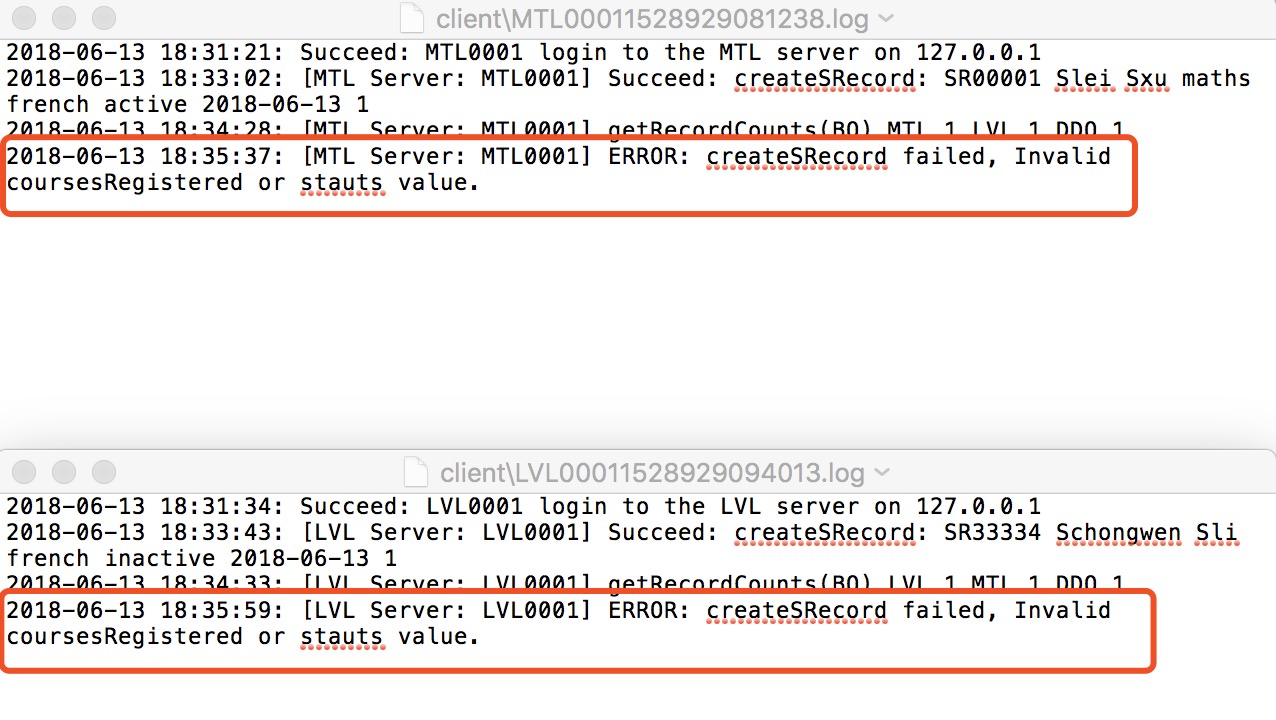 client\MTL00011528929081238.log
2018-06-13 18:31:21: Succeed: MTL0001 login to the MTL server on 127.0.0.1
2018-06-13 18:33:02: [MTL Server: MTL0001] Succeed: createSRecord: SR00001 Slei Sxu maths
french active 2018-06-13 1
2018-06-13 18:34:28: [MTL Server: MTL0001] getRecordCounts(BO) MTL 1 LVL 1 DDO 1
2018-06-13 18:35:37: [MTL Server: MTL0001] ERROR: createSRecord failed, Invalid
coursesRegistered or stauts value.
client\LVL00011528929094013.log
2018-06-13 18:31:34: Succeed: LVL0001 login to the LVL server on 127.0.0.1
2018-06-13 18:33:43: [LVL Server: LVL0001] Succeed: createSRecord: SR33334 Schongwen Sli
french inactive 2018-06-13 1
2018-06-13 18:34:33: [LVL Server: LVL0001] getRecordCounts(BO) LVL 1 MTL 1 DDO 1
2018-06-13 18:35:59: [LVL Server: LVL0001] ERROR: createSRecord failed, Invalid
coursesRegistered or stauts value.